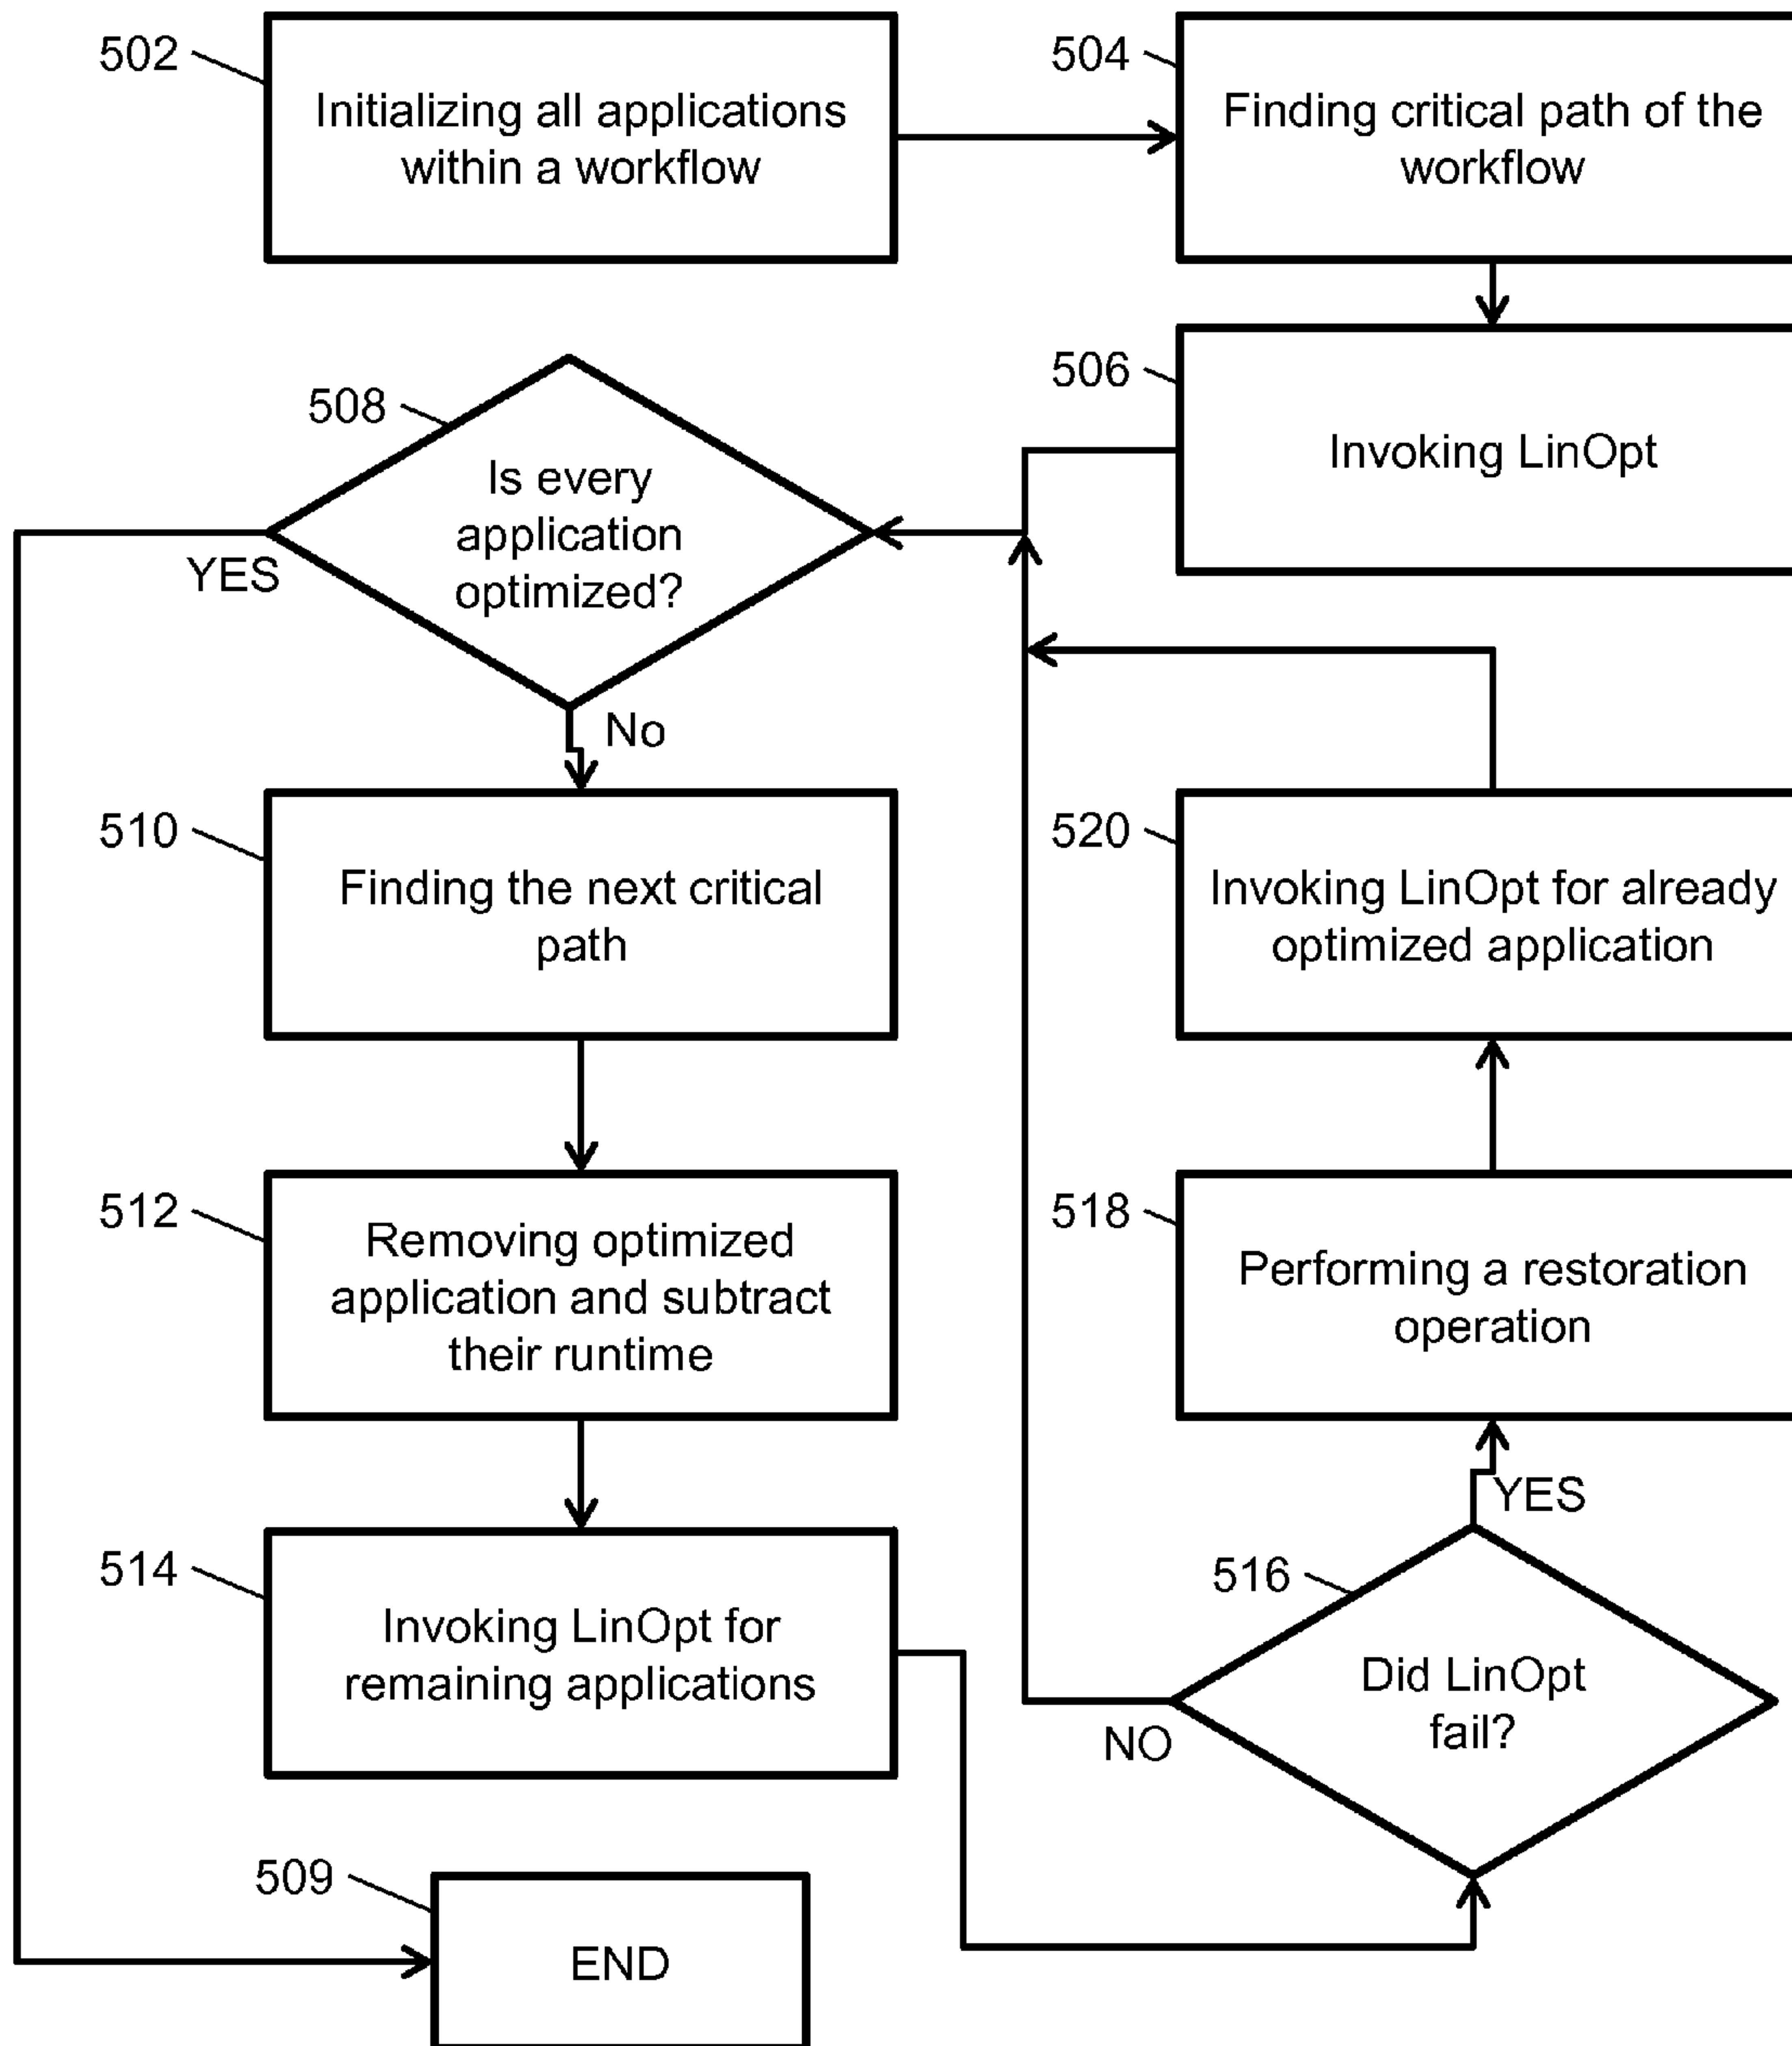 502
Initializing all applications
within a workflow
504
Finding critical path of the
workflow
506
Invoking LinOpt
508
Is every
application
optimized?
YES
No
510
Finding the next critical
path
520
Invoking LinOpt for already
optimized application
512
Removing optimized
application and subtract
their runtime
518
Performing a restoration
operation
514
Invoking LinOpt for
remaining applications
YES
516
Did LinOpt
fail?
NO
509
END